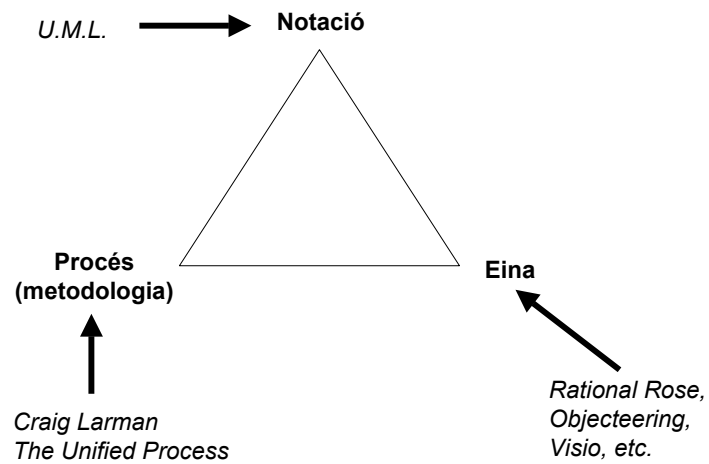 U.M.L.
Notació
Procés
(metodologia)
Eina
Craig Larman
The Unified Process
Rational Rose,
Objecteering,
Visio, etc.